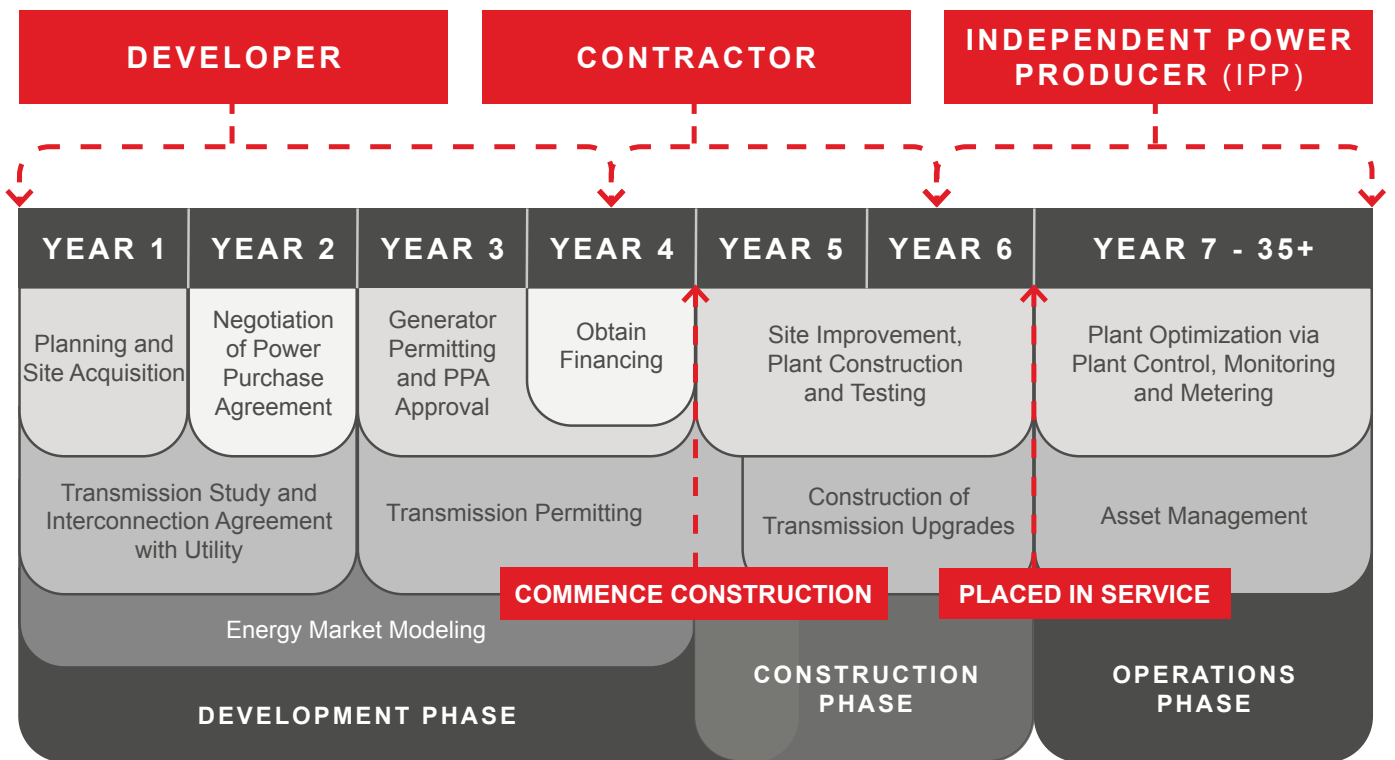 DEVELOPER
CONTRACTOR
INDEPENDENT POWER
PRODUCER (IPP)
YEAR 1
YEAR 2
YEAR 3
YEAR 4
YEAR 5
YEAR 6
YEAR 7 - 35+
Planning and
Site Acquisition
Negotiation
of Power
Purchase
Agreement
Generator
Permitting
and PPA
Approval
Obtain
Financing
Site Improvement,
Plant Construction
and Testing
Plant Optimization via
Plant Control, Monitoring
and Metering
Transmission Study and
Interconnection Agreement
with Utility
Transmission Permitting
Construction of
Transmission Upgrades
Asset Management
COMMENCE CONSTRUCTION
PLACED IN SERVICE
Energy Market Modeling
DEVELOPMENT PHASE
CONSTRUCTION
PHASE
OPERATIONS
PHASE